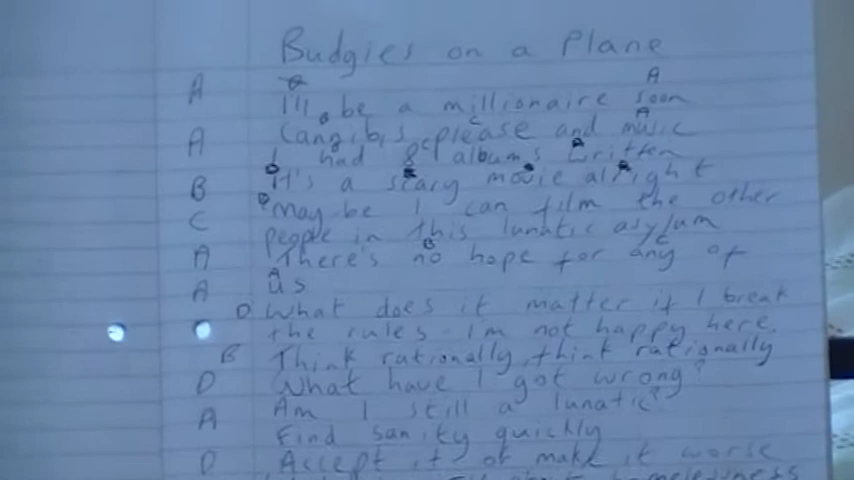 Budgies on a Plane
A
A I'll be a millionaire soon
A please and music
I had 81 albums written
B It's a scary movie alright
C Maybe I can film the other
people in this lunatic asylum
A There's no hope for any of
A us
D What does it matter if I break
the rules. I'm not happy here.
B Think rationally, think rationally
D What have I got wrong?
A Am I still a lunatic?
Find sanity quickly
D Accept it or make it worse